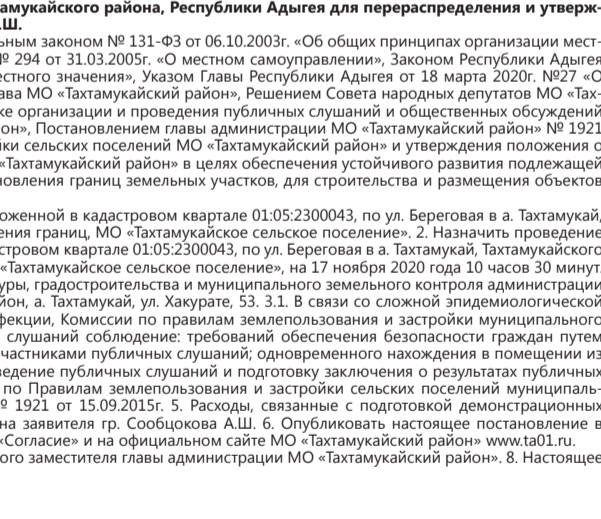 тамукайского района, Республики Адыгея для перераспределения и утверж-
.Ш.
ьным законом № 131-ФЗ от 06.10.2003г. «Об общих принципах организации мест-
№ 294 от 31.03.2005г. «О местном самоуправлении», Законом Республики Адыгея
естного значения», Указом Главы Республики Адыгея от 18 марта 2020г. №27 «О
ава МО «Тахтамукайский район», Решением Совета народных депутатов МО «Тах-
ке организации и проведения публичных слушаний и общественных обсуждений
он», Постановлением главы администрации МО «Тахтамукайский район» № 1921
йки сельских поселений МО «Тахтамукайский район» и утверждения положения о
«Тахтамукайский район» в целях обеспечения устойчивого развития подлежащей
новления границ земельных участков, для строительства и размещения объектов
оженной в кадастровом квартале 01:05:2300043, по ул. Береговая в а. Тахтамукай,
ения границ, МО «Тахтамукайское сельское поселение». 2. Назначить проведение
стровом квартале 01:05:2300043, по ул. Береговая в а. Тахтамукай, Тахтамукайского
«Тахтамукайское сельское поселение», на 17 ноября 2020 года 10 часов 30 минут.
уры, градостроительства и муниципального земельного контроля администрации
йон, а. Тахтамукай, ул. Хакурате, 53. 3.1. В связи со сложной эпидемиологической
фекции, Комиссии по правилам землепользования и застройки муниципального
слушаний соблюдение: требований обеспечения безопасности граждан путем
частниками публичных слушаний; одновременного нахождения в помещении из
ведение публичных слушаний и подготовку заключения о результатах публичных
по Правилам землепользования и застройки сельских поселений муниципаль-
№ 1921 от 15.09.2015г. 5. Расходы, связанные с подготовкой демонстрационных
на заявителя гр. Сообцокова А.Ш. 6. Опубликовать настоящее постановление в
«Согласие» и на официальном сайте МО «Тахтамукайский район» www.ta01.ru.
ого заместителя главы администрации МО «Тахтамукайский район». 8. Настоящее